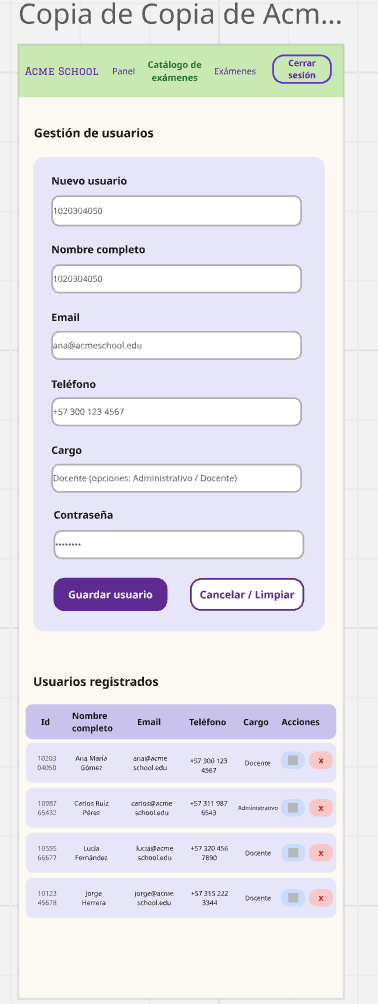 Copia de Copia de Acm...
ACME SCHOOL
Panel
Catálogo de
exámenes
Exámenes
Cerrar
sesión
Gestión de usuarios
Nuevo usuario
1020304050
Nombre completo
1020304050
Email
ana@acmeschool.edu
Teléfono
+57 300 123 4567
Cargo
Docente (opciones: Administrativo / Docente)
Contraseña
••••••••
Guardar usuario
Cancelar / Limpiar
Usuarios registrados
Id
Nombre
completo
Email
Teléfono
Cargo
Acciones
10203
04050
Ana María
Gómez
ana@acme
school.edu
+57 300 123
4567
Docente
x
10987
65432
Carlos Ruiz
Pérez
carlos@acme
school.edu
+57 311 987
6543
Administrativo
x
10555
66677
Lucía
Fernández
lucia@acme
school.edu
+57 320 456
7890
Docente
x
10123
45678
Jorge
Herrera
jorge@acme
school.edu
+57 315 222
3344
Docente
x